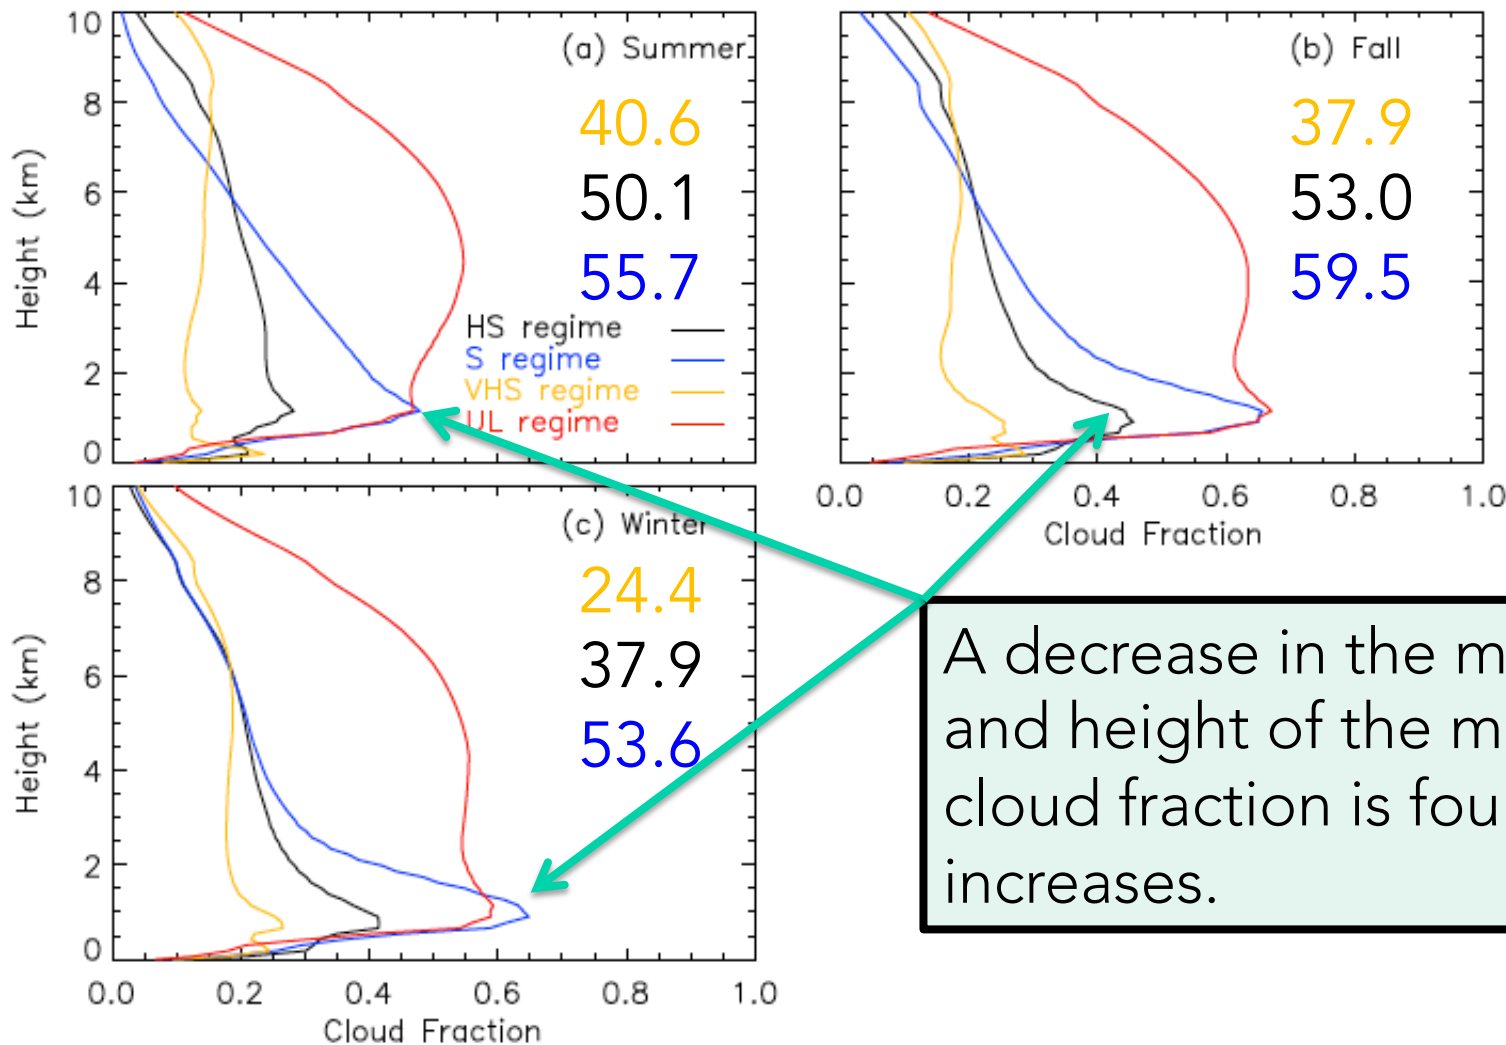 (a) Summer
40.6
50.1
55.7
HS regime
S regime
VHS regime
UL regime
Height (km)
10
8
6
4
2
0
(b) Fall
37.9
53.0
59.5
0.0 0.2 0.4 0.6 0.8 1.0
Cloud Fraction
(c) Winter
24.4
37.9
53.6
Height (km)
10
8
6
4
2
0
0.0 0.2 0.4 0.6 0.8 1.0
Cloud Fraction
A decrease in the m
and height of the m
cloud fraction is fou
increases.